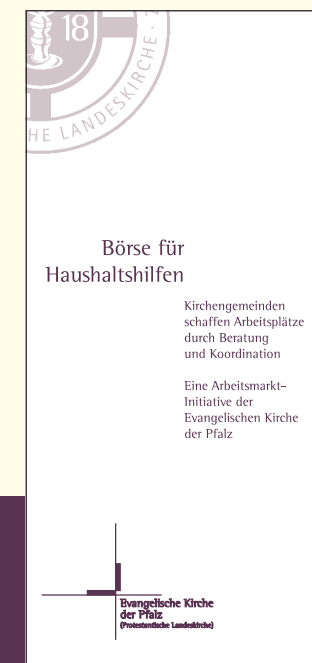 18
HE LANDESKIRCHE ·
Börse für
Haushaltshilfen
Kirchengemeinden
schaffen Arbeitsplätze
durch Beratung
und Koordination
Eine Arbeitsmarkt-
Initiative der
Evangelischen Kirche
der Pfalz
Evangelische Kirche
der Pfalz
(Protestantische Landeskirche)